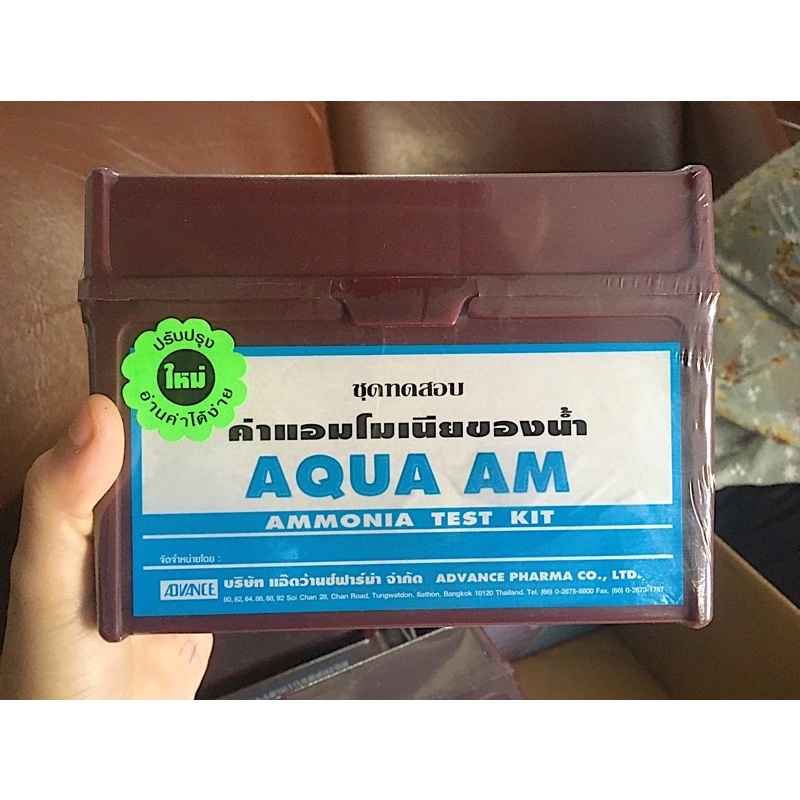 ปรับปรุง
ใหม่
อ่านค่าได้ง่าย
ชุดทดสอบ
ค่าแอมโมเนียของน้ำ
AQUA AM
AMMONIA TEST KIT
จัดจำหน่ายโดย :
ADVANCE บริษัท แอ๊ดว่านซ์ฟาร์ม่า จำกัด ADVANCE PHARMA CO., LTD.
80, 82, 84, 86, 88, 92 Soi Chan 28, Chan Road, Tungwatdon, Sathon, Bangkok 10120 Thailand. Tel. (66) 0-2675-8800 Fax. (66) 0-2673-1787